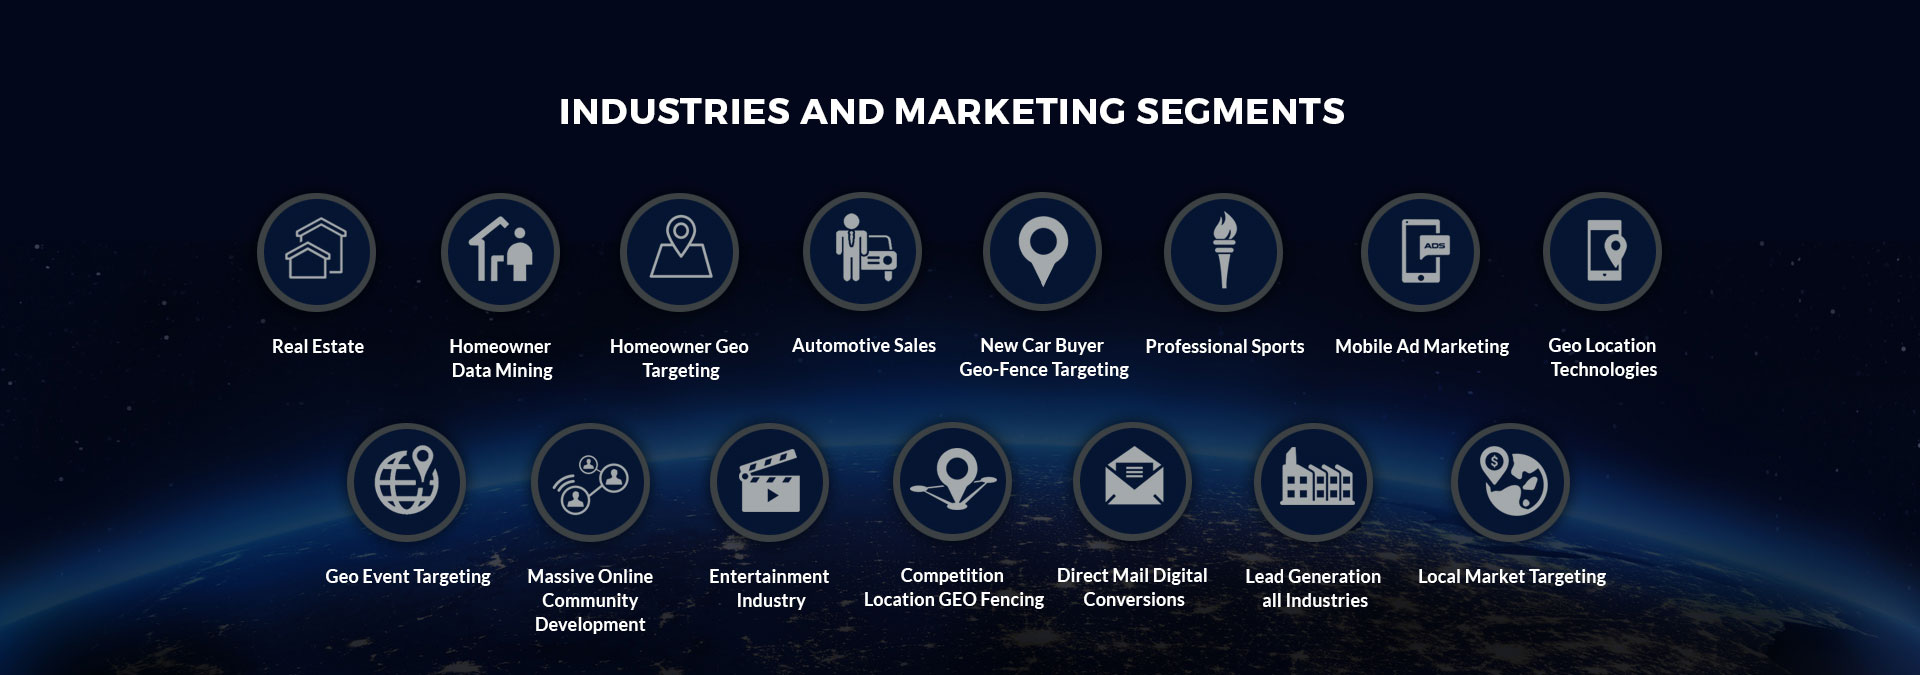 INDUSTRIES AND MARKETING SEGMENTS
ADS
Real Estate
Homeowner
Data Mining
Homeowner Geo
Targeting
Automotive Sales
New Car Buyer
Geo-Fence Targeting
Professional Sports
Mobile Ad Marketing
Geo Location
Technologies
$
Geo Event Targeting
Massive Online
Community
Development
Entertainment
Industry
Competition
Location GEO Fencing
Direct Mail Digital
Conversions
Lead Generation
all Industries
Local Market Targeting